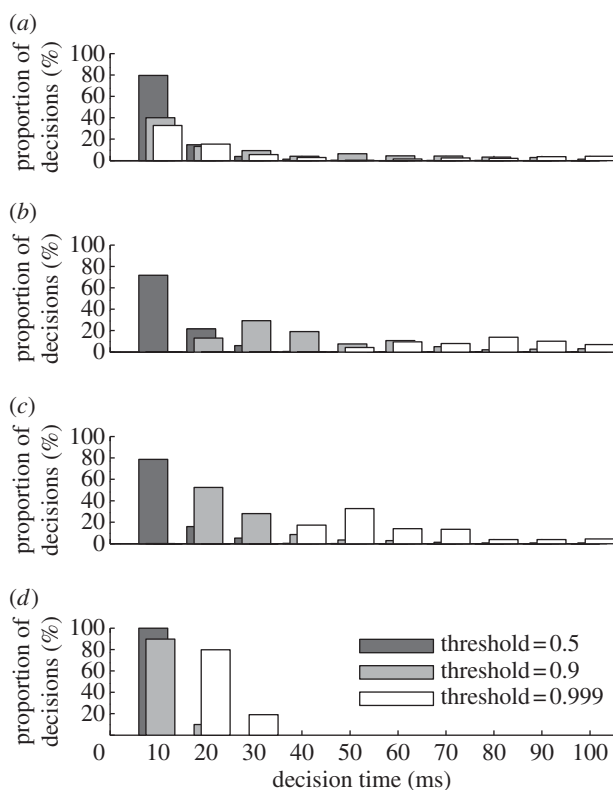 (a)
proportion of
decisions (%)
100
80
60
40
20
0
(b)
proportion of
decisions (%)
100
80
60
40
20
0
(c)
proportion of
decisions (%)
100
80
60
40
20
0
(d)
proportion of
decisions (%)
100
80
60
40
20
threshold = 0.5
threshold = 0.9
threshold = 0.999
0 10 20 30 40 50 60 70 80 90 100
decision time (ms)